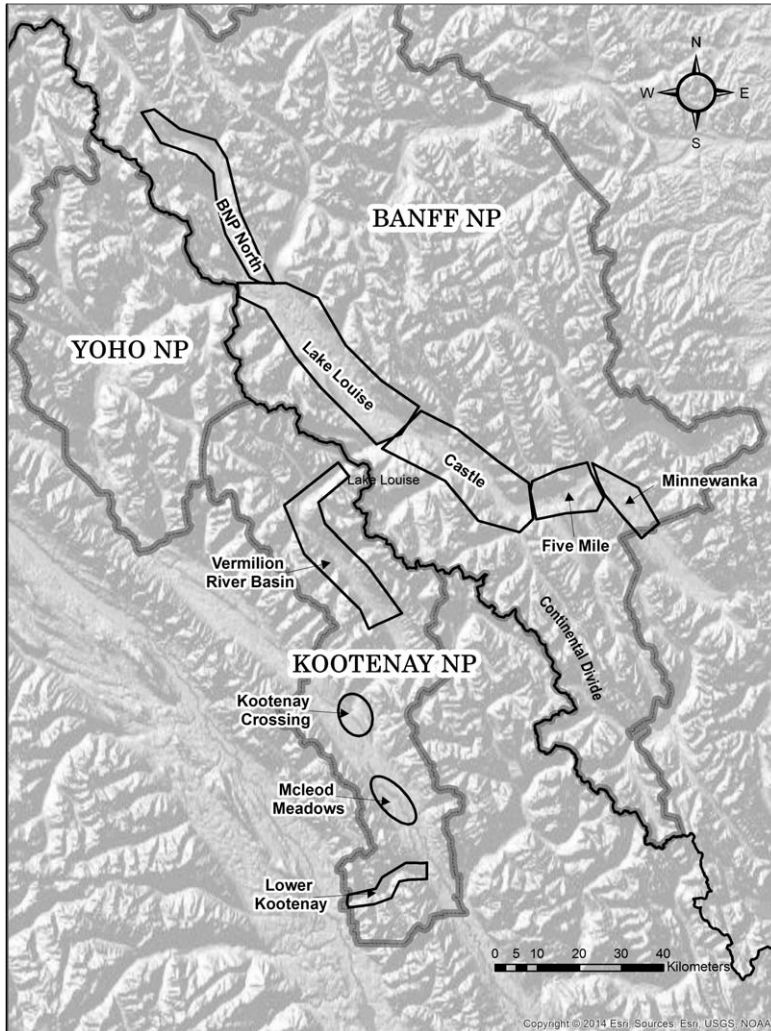 N
W E
S
BANFF NP
BNP North
YOHO NP
Lake Louise
Castle
Lake Louise
Minnewanka
Five Mile
Vermilion
River Basin
Continental Divide
KOOTENAY NP
Kootenay
Crossing
Mcleod
Meadows
Lower
Kootenay
0 5 10 20 30 40
Kilometers
Copyright © 2014 Esri, Sources: Esri, USGS, NOAA